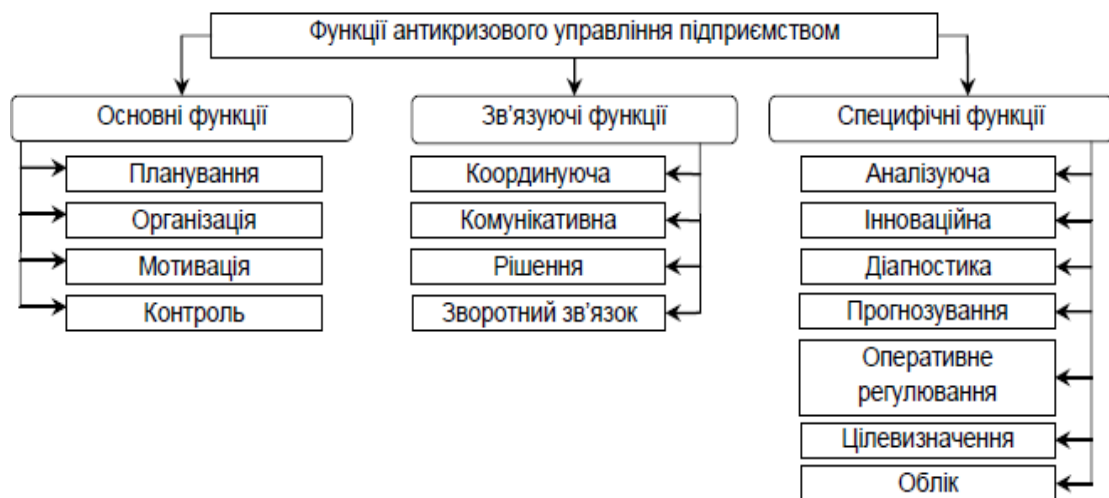 Функції антикризового управління підприємством
Основні функції
Планування
Організація
Мотивація
Контроль
Зв’язуючі функції
Координуюча
Комунікативна
Рішення
Зворотний зв’язок
Специфічні функції
Аналізуюча
Інноваційна
Діагностика
Прогнозування
Оперативне
регулювання
Цілевизначення
Облік